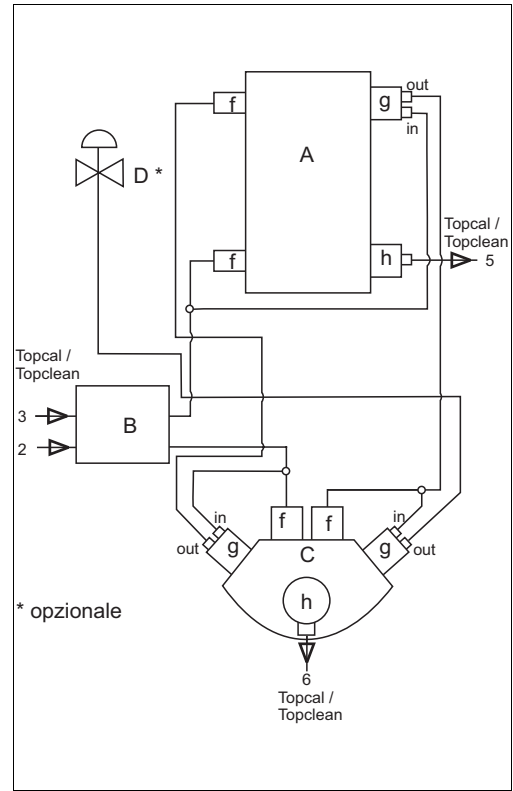 out
f
g
in
A
D *
Topcal /
Topclean
f
h
5
Topcal /
Topclean
3
B
2
in
f
f
in
out
g
C
g
out
h
* opzionale
6
Topcal /
Topclean